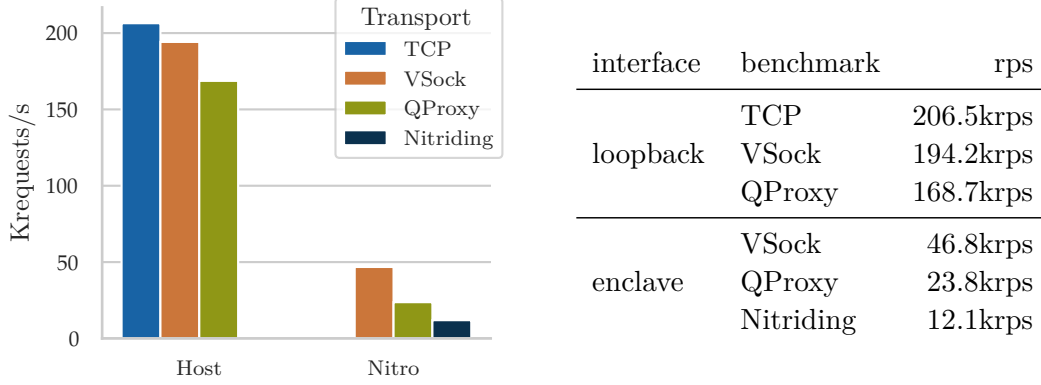 Krequests/s
200
150
100
50
0
Host
Nitro
Transport
TCP
VSock
QProxy
Nitriding
interface benchmark rps
TCP 206.5krps
loopback VSock 194.2krps
QProxy 168.7krps
VSock 46.8krps
enclave QProxy 23.8krps
Nitriding 12.1krps